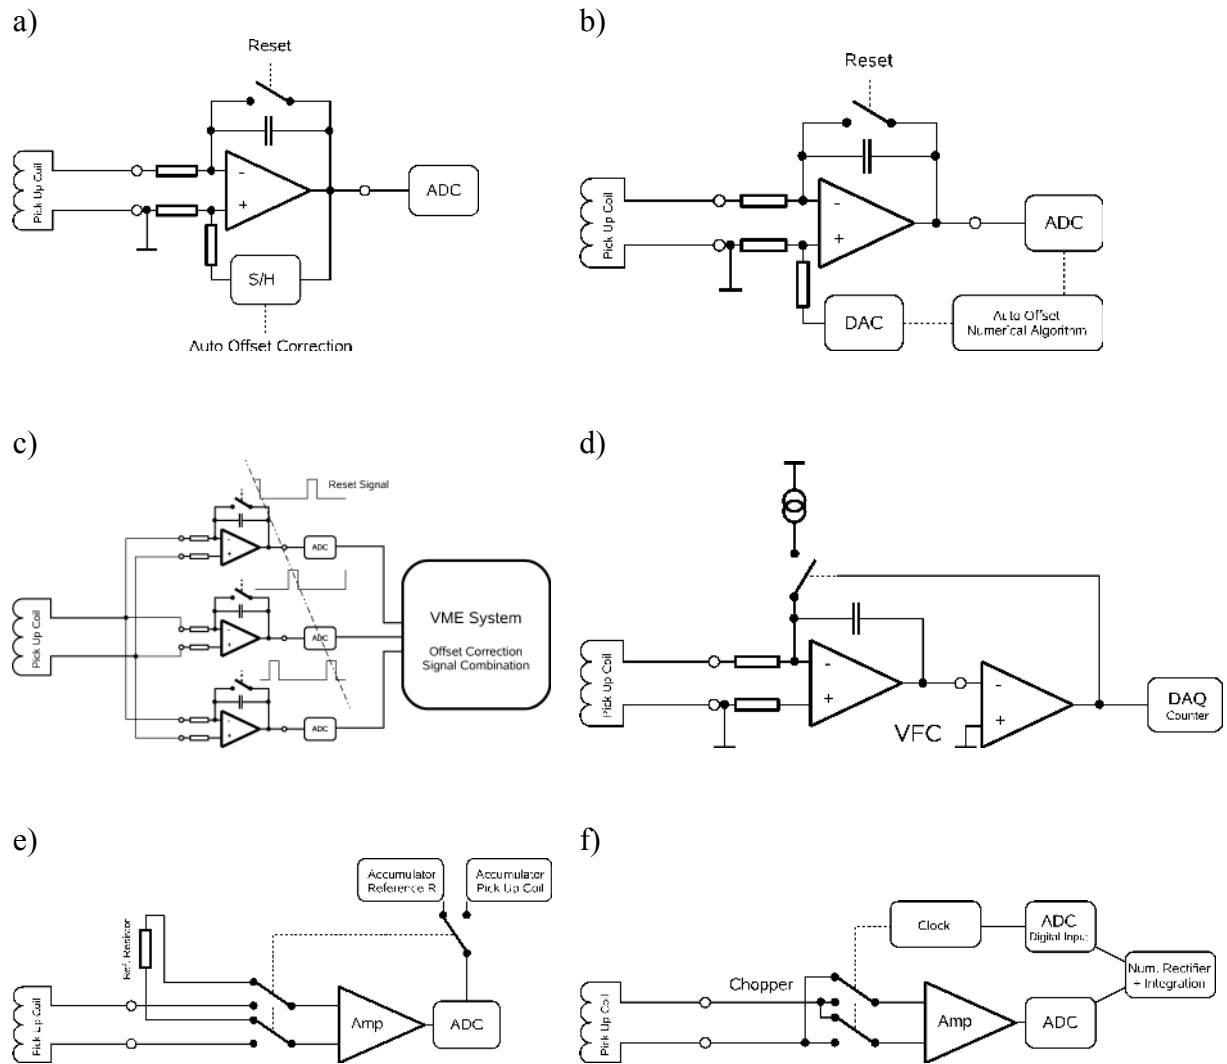 a)
Reset
Pick Up Coil
-
+
ADC
S/H
Auto Offset Correction
b)
Reset
Pick Up Coil
-
+
ADC
DAC
Auto Offset
Numerical Algorithm
c)
Reset Signal
Pick Up Coil
-
+
ADC
-
+
ADC
-
+
ADC
VME System
Offset Correction
Signal Combination
d)
Pick Up Coil
-
+
VFC
-
+
DAQ
Counter
e)
Accumulator
Reference R
Accumulator
Pick Up Coil
Ref. Resistor
Pick Up Coil
Amp
ADC
f)
Clock
ADC
Digital Input
Chopper
Num. Rectifier
+ Integration
Pick Up Coil
Amp
ADC